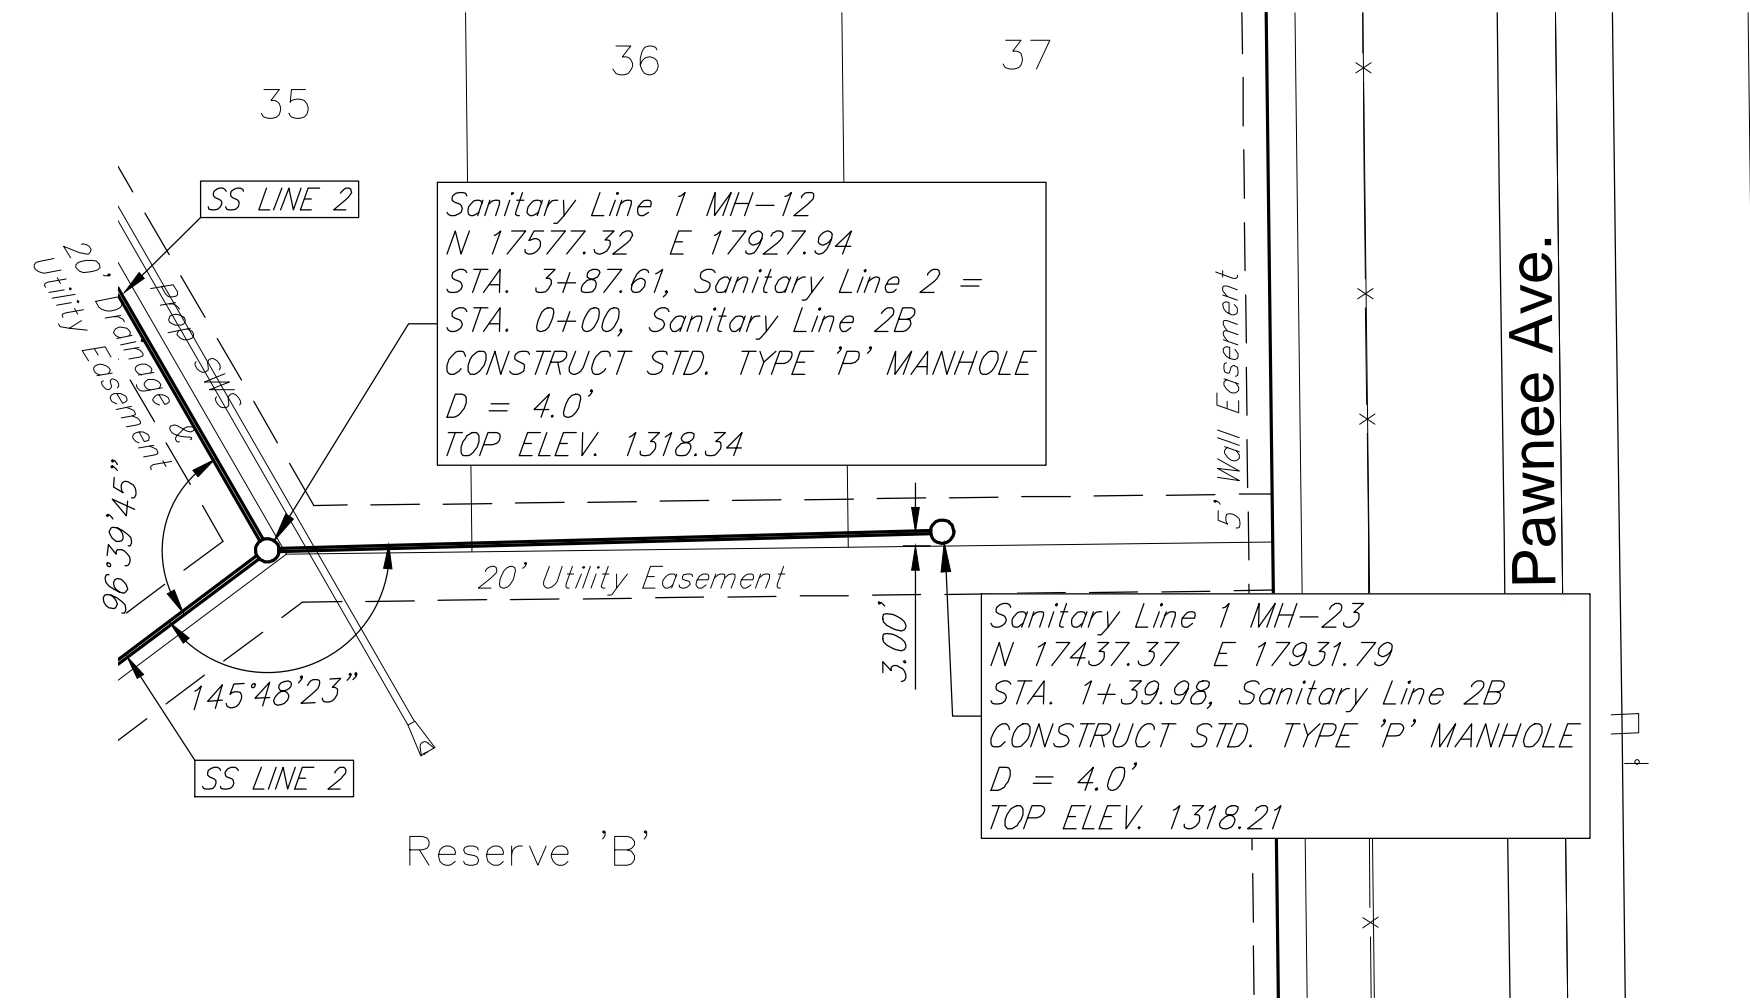 35
36
37
SS LINE 2
Sanitary Line 1 MH-12
N 17577.32 E 17927.94
STA. 3+87.61, Sanitary Line 2 =
STA. 0+00, Sanitary Line 2B
CONSTRUCT STD. TYPE 'P' MANHOLE
D = 4.0'
TOP ELEV. 1318.34
20' Drainage &
Utility Easement
Prop SWS
96°39'45"
145°48'23"
SS LINE 2
20' Utility Easement
3.00'
5' Wall Easement
Pawnee Ave.
Sanitary Line 1 MH-23
N 17437.37 E 17931.79
STA. 1+39.98, Sanitary Line 2B
CONSTRUCT STD. TYPE 'P' MANHOLE
D = 4.0'
TOP ELEV. 1318.21
Reserve 'B'